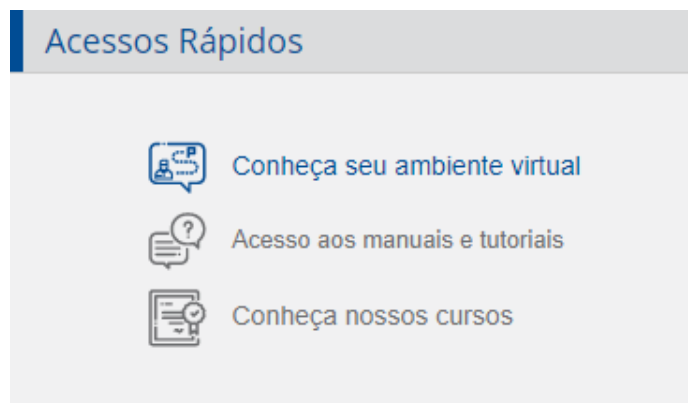 Acessos Rápidos
Conheça seu ambiente virtual
Acesso aos manuais e tutoriais
Conheça nossos cursos